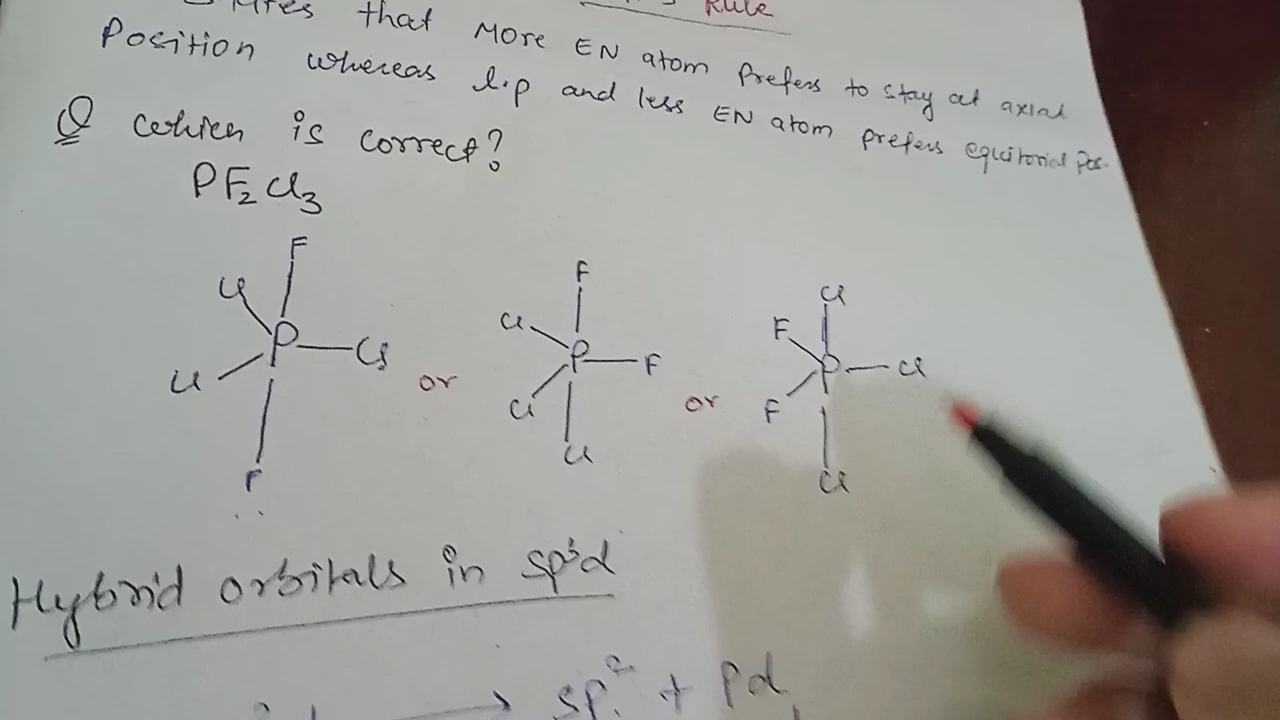 that More EN atom Prefers to stay at axial
Rule
Position whereas l.p and less EN atom prefers equitorial Pos.
Q Which is correct?
PF2Cl3
F
Cl
P
Cl
Cl
F
or
F
Cl
P
F
Cl
Cl
or
Cl
F
P
Cl
F
Cl
Hybrid orbitals in sp3d
sp2 + pd